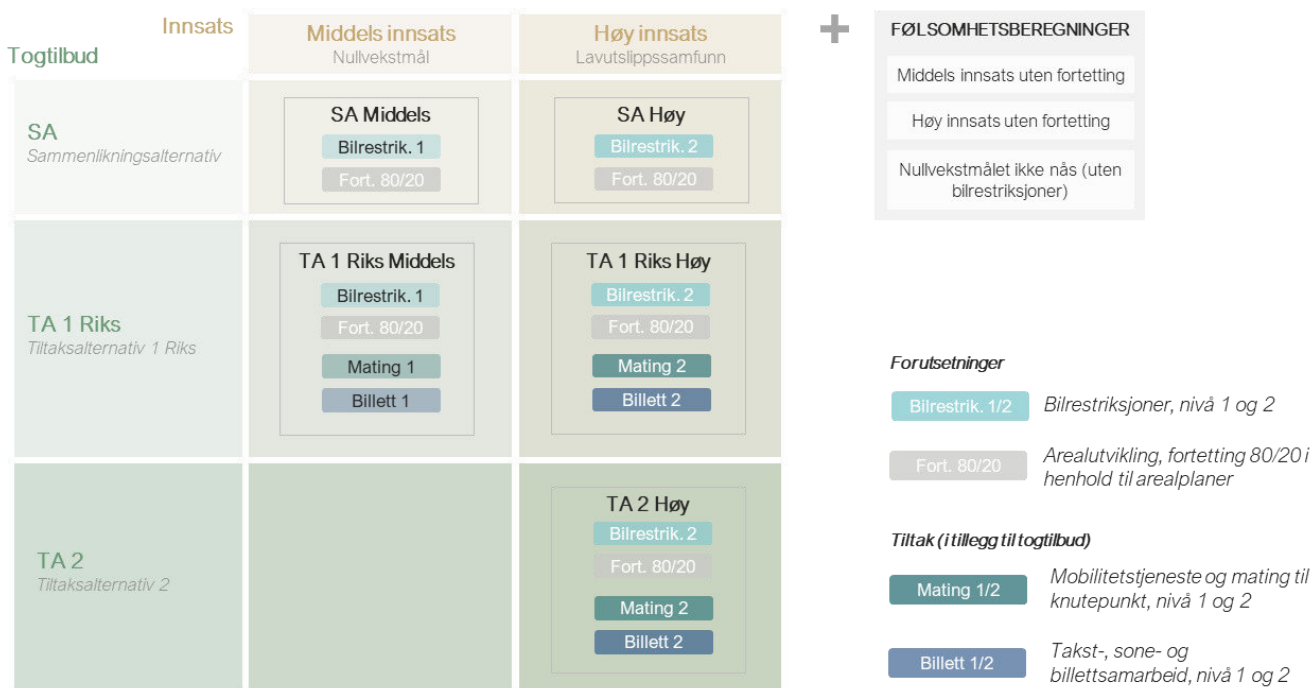 Innsats
Togtilbud
Middels innsats
Nullvekstmål
Høy innsats
Lavutslippssamfunn
SA
Sammenlikningsalternativ
SA Middels
Bilrestrik. 1
Fort. 80/20
SA Høy
Bilrestrik. 2
Fort. 80/20
TA 1 Riks
Tiltaksalternativ 1 Riks
TA 1 Riks Middels
Bilrestrik. 1
Fort. 80/20
Mating 1
Billett 1
TA 1 Riks Høy
Bilrestrik. 2
Fort. 80/20
Mating 2
Billett 2
TA 2
Tiltaksalternativ 2
TA 2 Høy
Bilrestrik. 2
Fort. 80/20
Mating 2
Billett 2
+
FØLSOMHETSBEREGNINGER
Middels innsats uten fortetting
Høy innsats uten fortetting
Nullvekstmålet ikke nås (uten
bilrestriksjoner)
Forutsetninger
Bilrestrik. 1/2
Bilrestriksjoner, nivå 1 og 2
Fort. 80/20
Arealutvikling, fortetting 80/20 i
henhold til arealplaner
Tiltak (i tillegg til togtilbud)
Mating 1/2
Mobilitetstjeneste og mating til
knutepunkt, nivå 1 og 2
Billett 1/2
Takst-, sone- og
billettsamarbeid, nivå 1 og 2